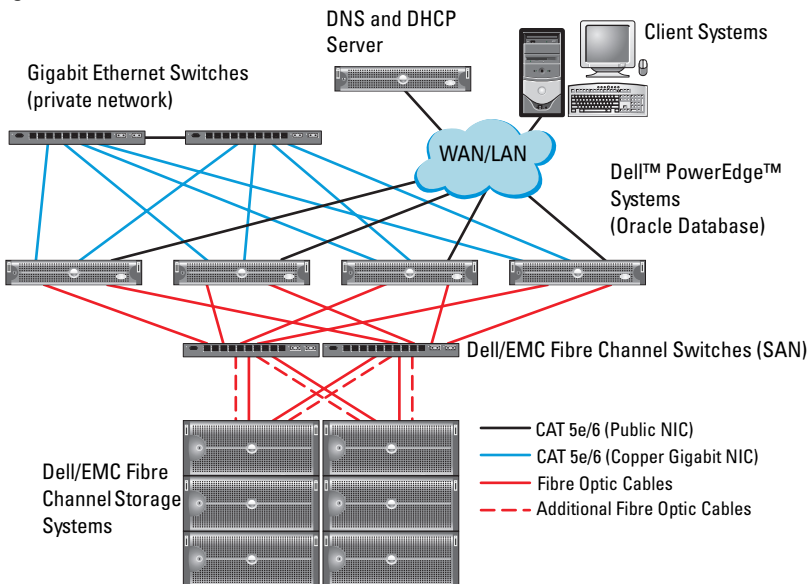 DNS and DHCP
Server
Client Systems
Gigabit Ethernet Switches
(private network)
WAN/LAN
Dell™ PowerEdge™
Systems
(Oracle Database)
Dell/EMC Fibre Channel Switches (SAN)
Dell/EMC Fibre
Channel Storage
Systems
CAT 5e/6 (Public NIC)
CAT 5e/6 (Copper Gigabit NIC)
Fibre Optic Cables
Additional Fibre Optic Cables